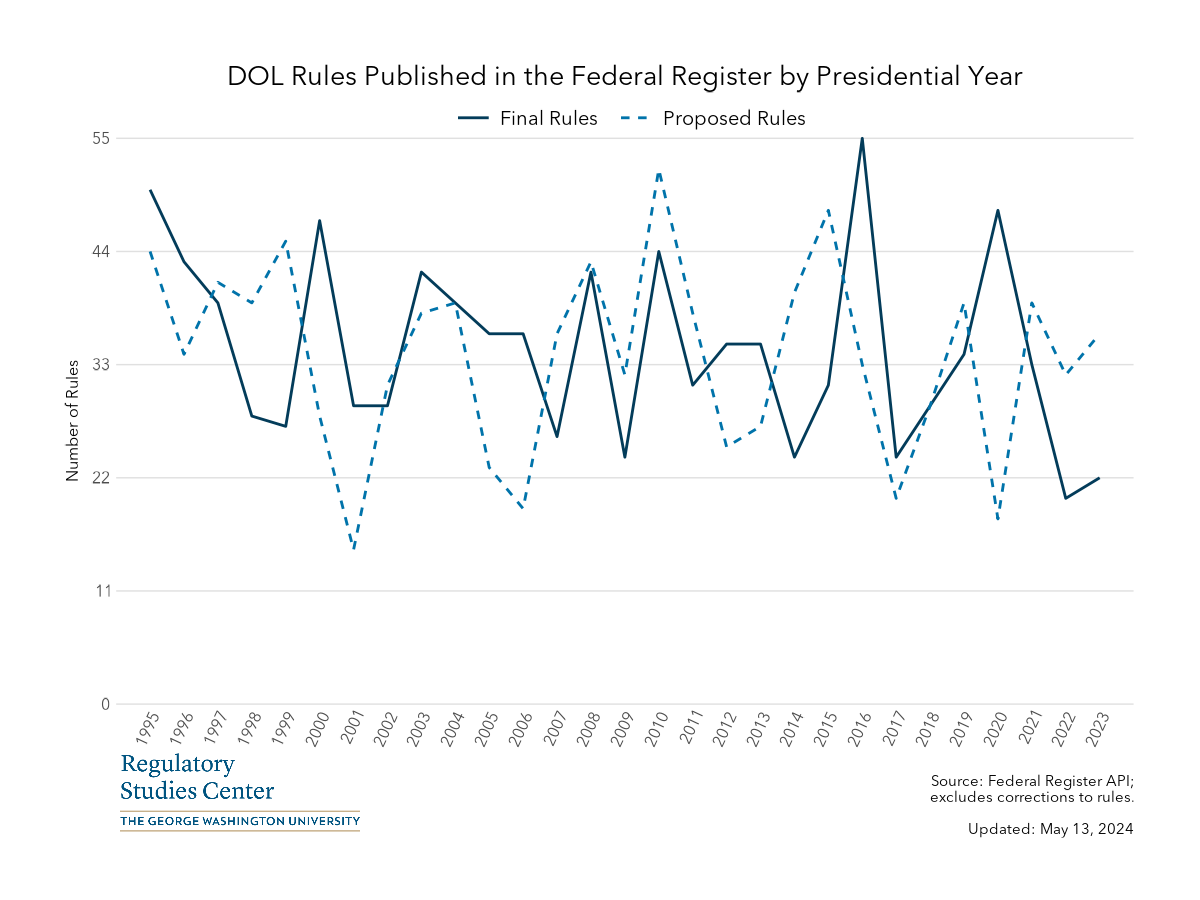 DOL Rules Published in the Federal Register by Presidential Year
Final Rules Proposed Rules
Number of Rules
55
44
33
22
11
0
1995 1996 1997 1998 1999 2000 2001 2002 2003 2004 2005 2006 2007 2008 2009 2010 2011 2012 2013 2014 2015 2016 2017 2018 2019 2020 2021 2022 2023
Regulatory
Studies Center
THE GEORGE WASHINGTON UNIVERSITY
Source: Federal Register API;
excludes corrections to rules.
Updated: May 13, 2024